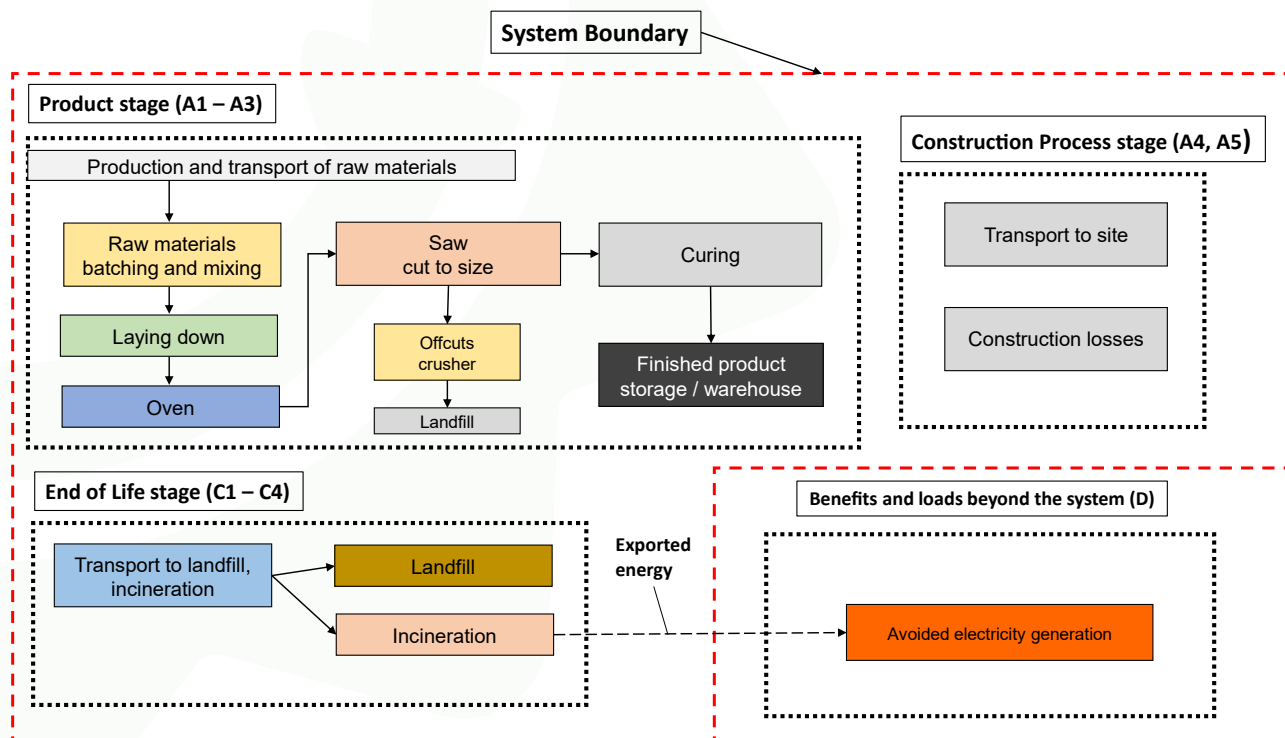 System Boundary
Product stage (A1 – A3)
Production and transport of raw materials
Raw materials
batching and mixing
Laying down
Oven
Saw
cut to size
Offcuts
crusher
Landfill
Curing
Finished product
storage / warehouse
Construction Process stage (A4, A5)
Transport to site
Construction losses
End of Life stage (C1 – C4)
Transport to landfill,
incineration
Landfill
Incineration
Exported
energy
Benefits and loads beyond the system (D)
Avoided electricity generation